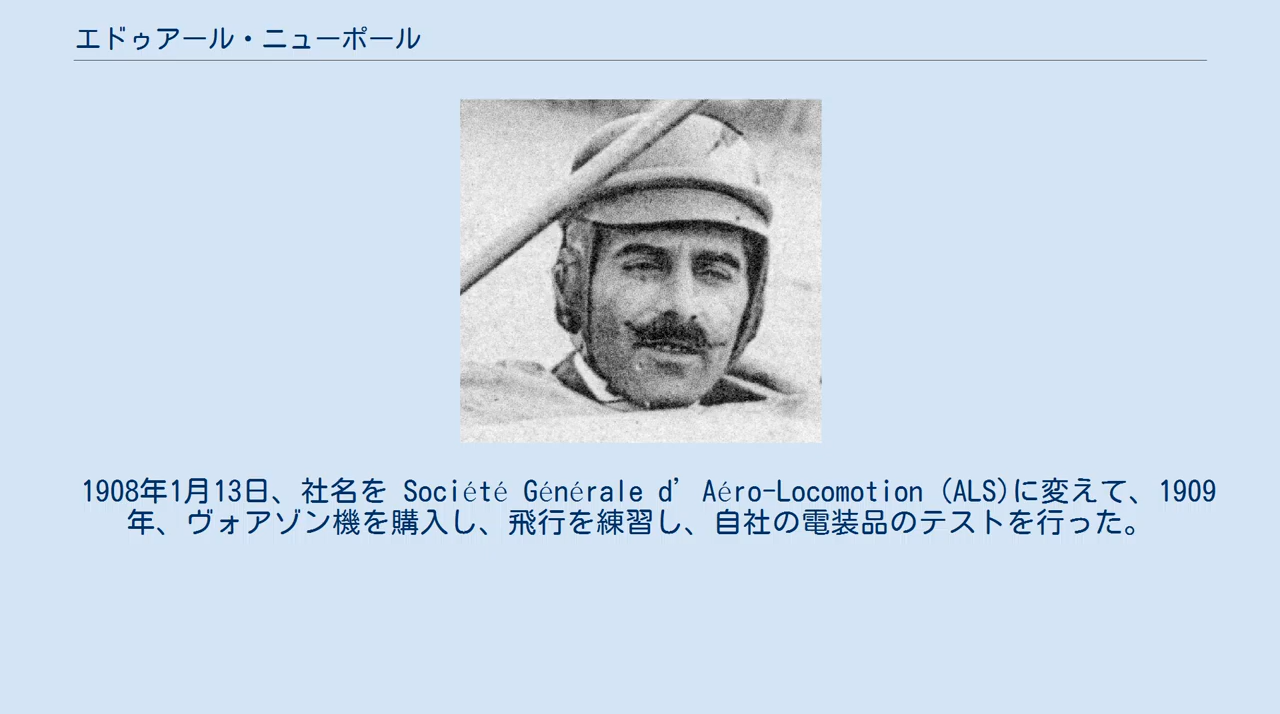 エドゥアール・ニューポール
1908年1月13日、社名を Société Générale d’ Aéro-Locomotion (ALS)に変えて、1909
年、ヴォアゾン機を購入し、飛行を練習し、自社の電装品のテストを行った。